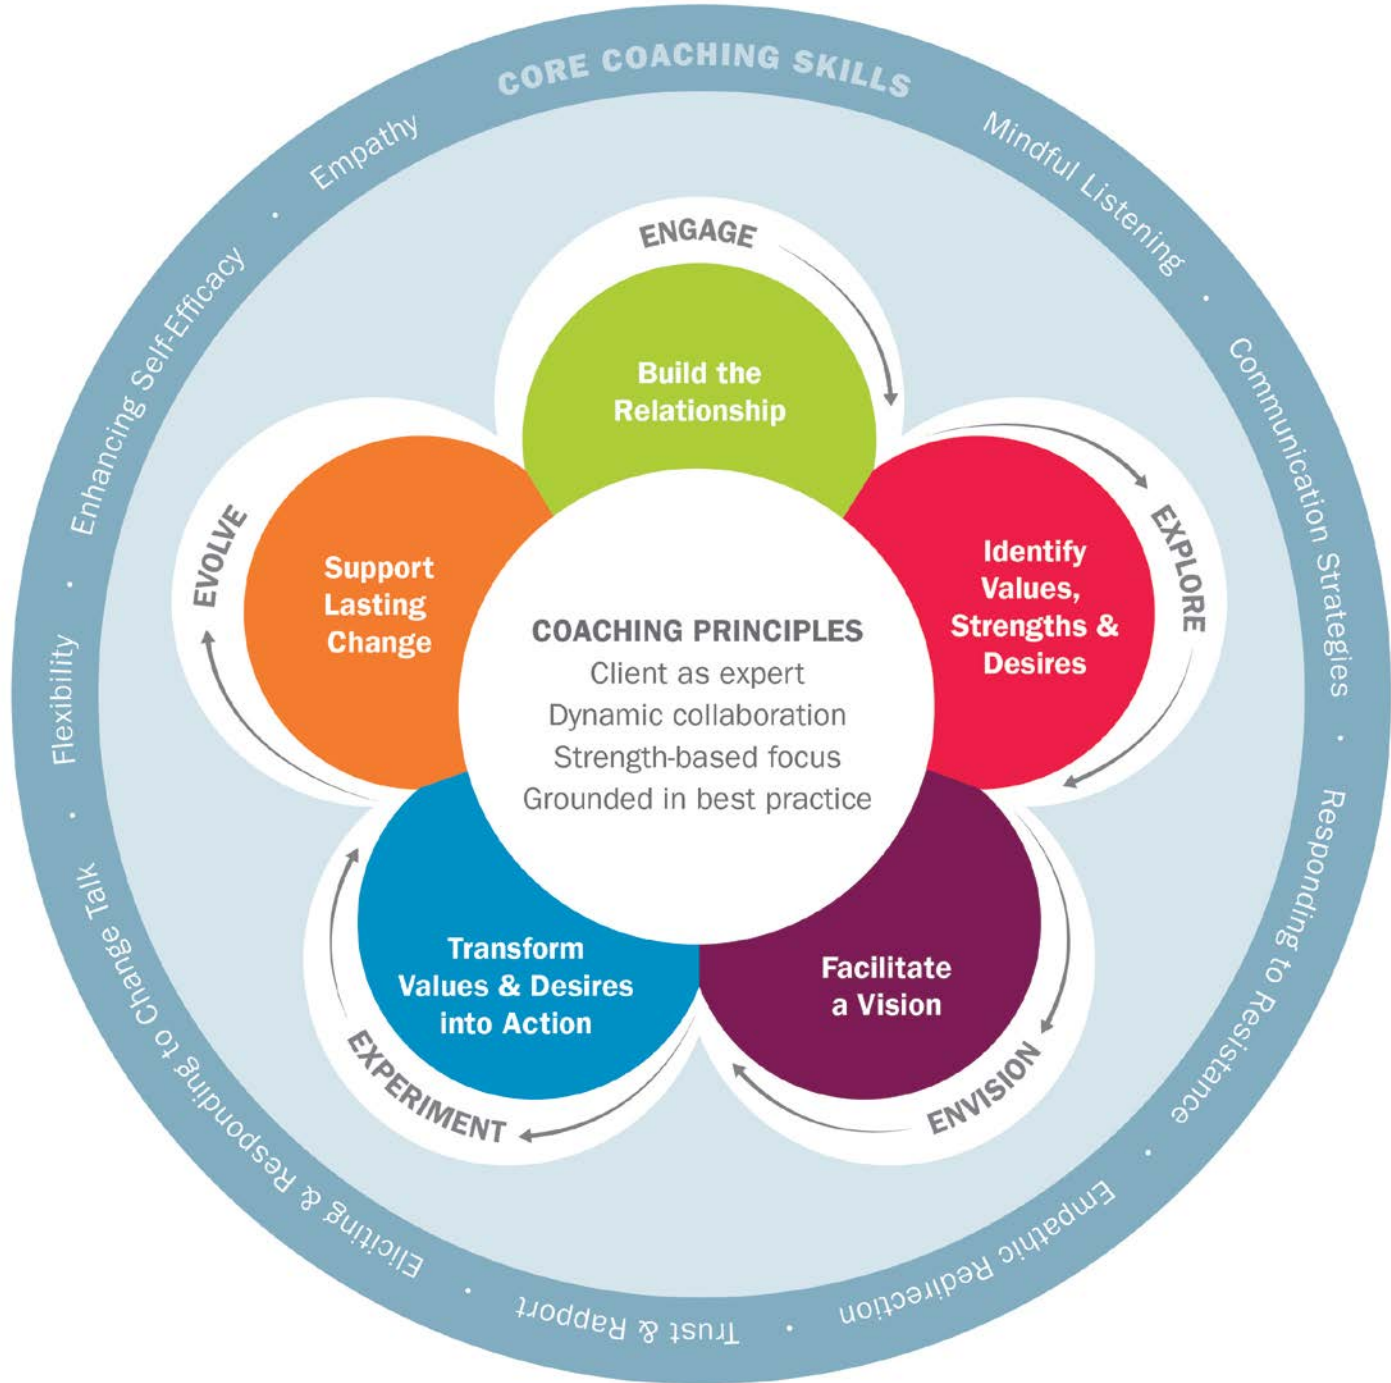 CORE COACHING SKILLS
Mindful Listening
·
Communication Strategies
·
Responding to Resistance
·
Empathic Redirection
·
Trust & Rapport
·
Eliciting & Responding to Change Talk
·
Flexibility
·
Enhancing Self-Efficacy
·
Empathy
ENGAGE
Build the
Relationship
EXPLORE
Identify
Values,
Strengths &
Desires
ENVISION
Facilitate
a Vision
EXPERIMENT
Transform
Values & Desires
into Action
EVOLVE
Support
Lasting
Change
COACHING PRINCIPLES
Client as expert
Dynamic collaboration
Strength-based focus
Grounded in best practice